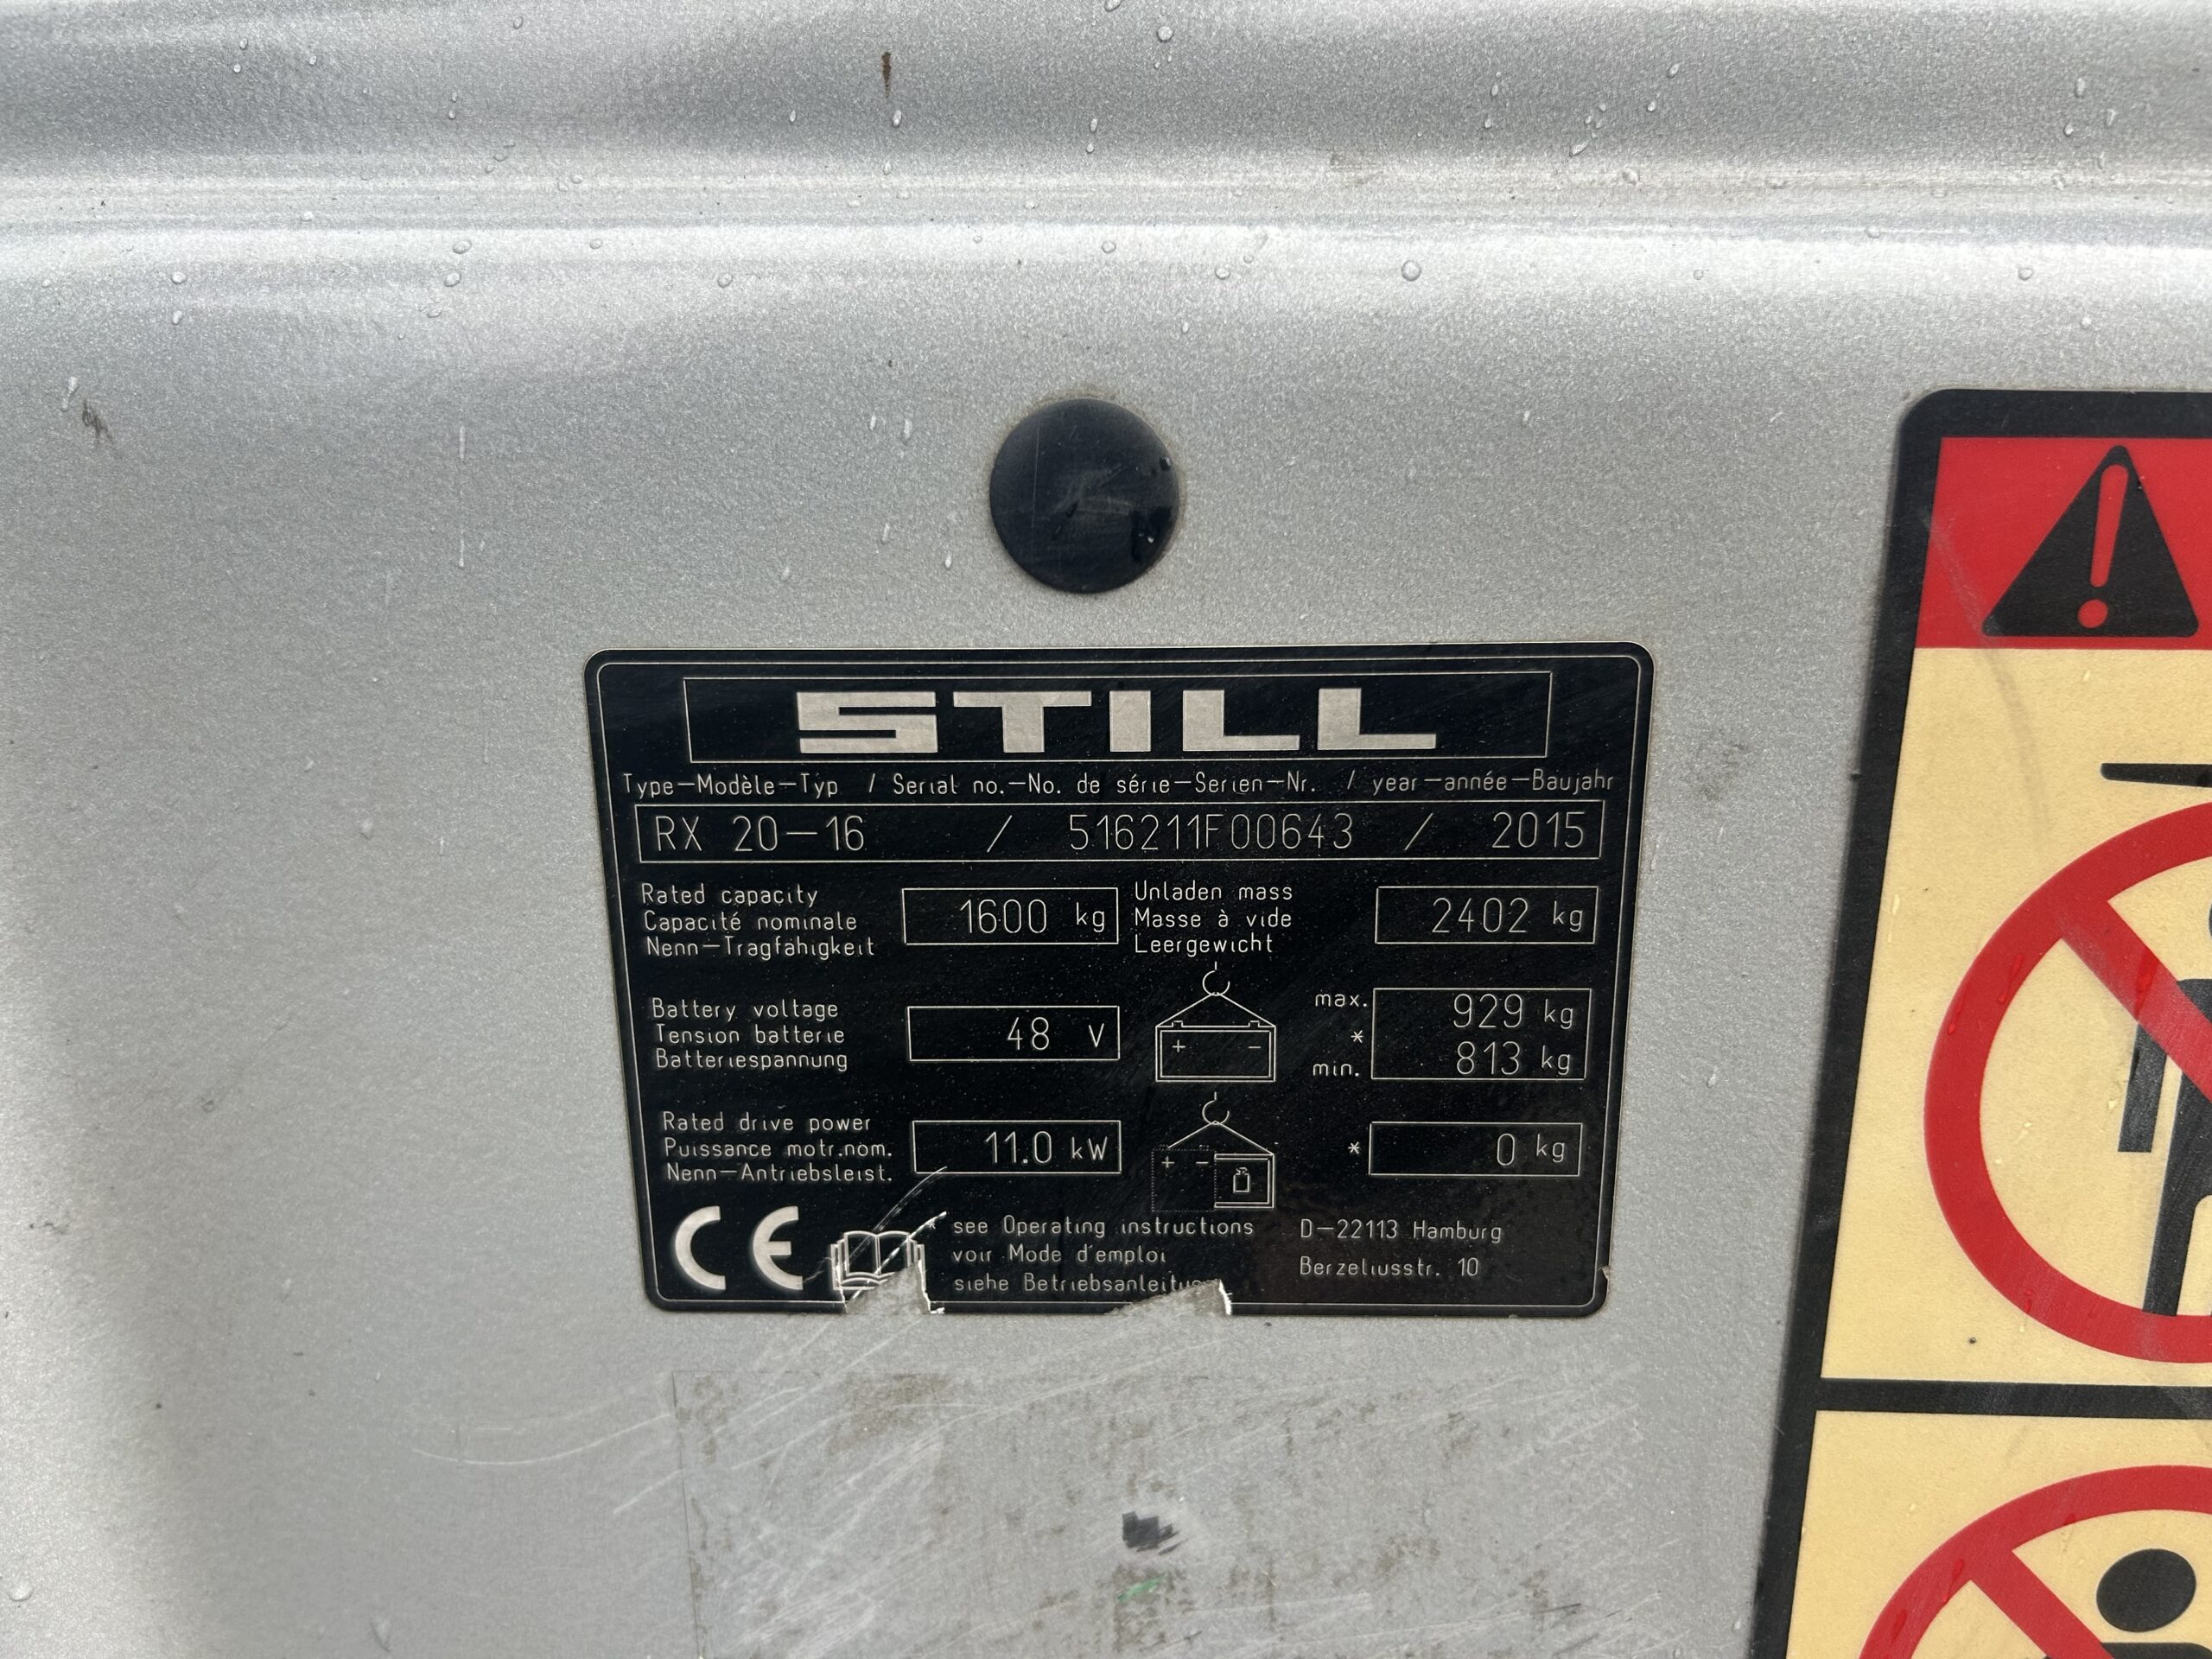 STILL
Type-Modèle-Typ / Serial no.-No. de série-Serien-Nr. / year-année-Baujahr
RX 20-16 / 516211F00643 / 2015
Rated capacity
Capacité nominale
Nenn-Tragfähigkeit
1600 kg
Unladen mass
Masse à vide
Leergewicht
2402 kg
Battery voltage
Tension batterie
Batteriespannung
48 V
+ -
max. 929 kg
*
min. 813 kg
Rated drive power
Puissance motr.nom.
Nenn-Antriebsleist.
11.0 kW
+ -
* 0 kg
CE
* see Operating instructions
voir Mode d'emploi
siehe
D-22113 Hamburg
Berzeliusstr. 10